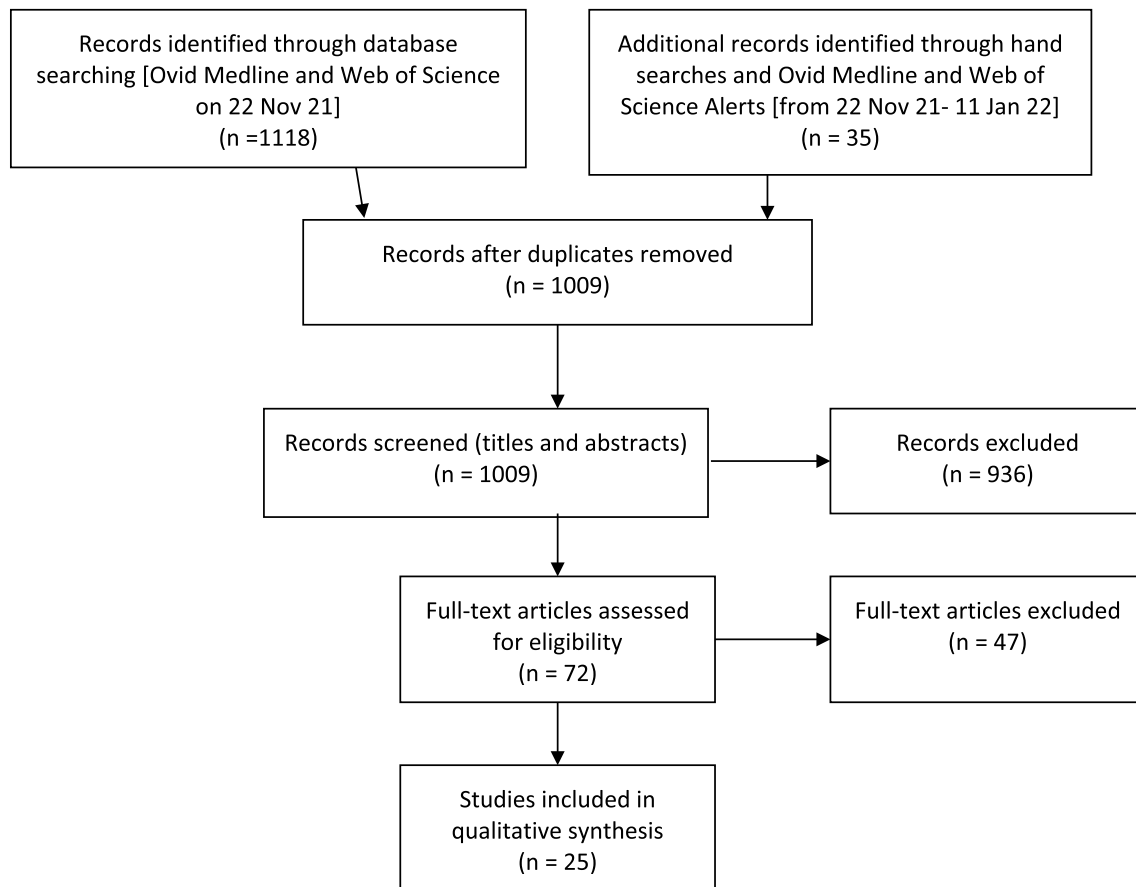 Records identified through database
searching [Ovid Medline and Web of Science
on 22 Nov 21]
(n =1118)
Additional records identified through hand
searches and Ovid Medline and Web of
Science Alerts [from 22 Nov 21- 11 Jan 22]
(n = 35)
Records after duplicates removed
(n = 1009)
Records screened (titles and abstracts)
(n = 1009)
Records excluded
(n = 936)
Full-text articles assessed
for eligibility
(n = 72)
Full-text articles excluded
(n = 47)
Studies included in
qualitative synthesis
(n = 25)